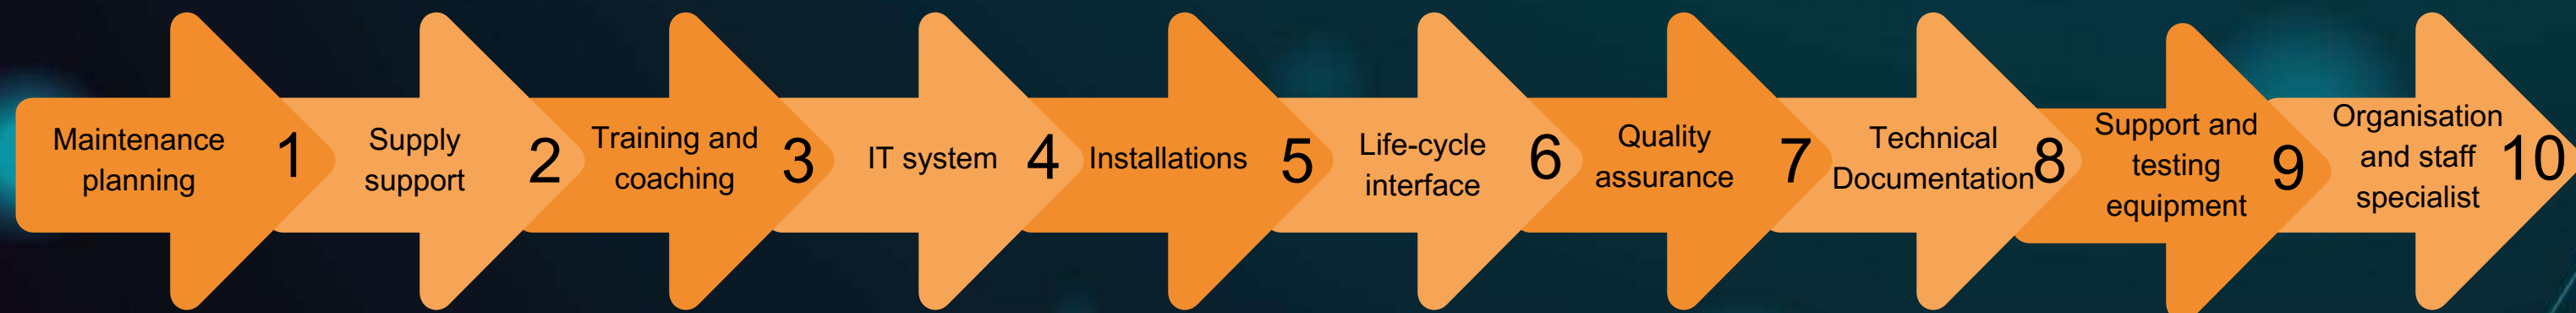 Maintenance
planning
1
Supply
support
2
Training and
coaching
3
IT system
4
Installations
5
Life-cycle
interface
6
Quality
assurance
7
Technical
Documentation
8
Support and
testing
equipment
9
Organisation
and staff
specialist
10